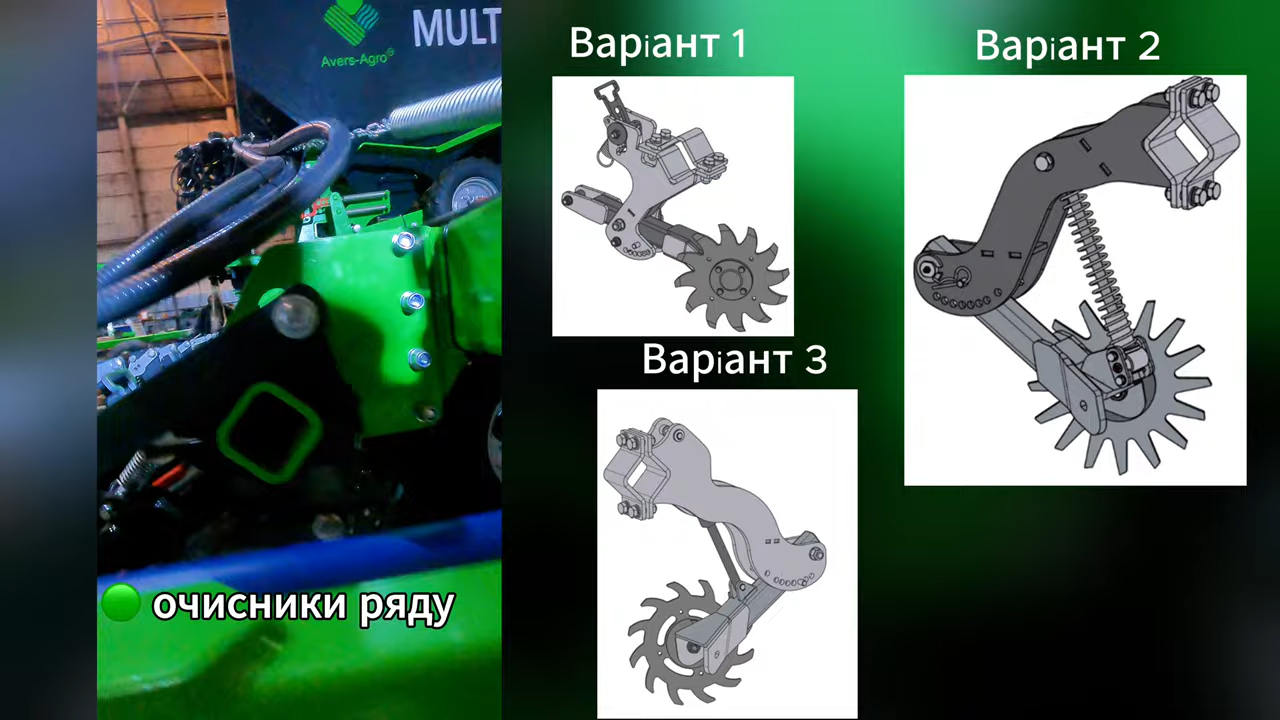 Avers-Agro®
MULT
Варіант 1
Варіант 2
Варіант 3
очисники ряду